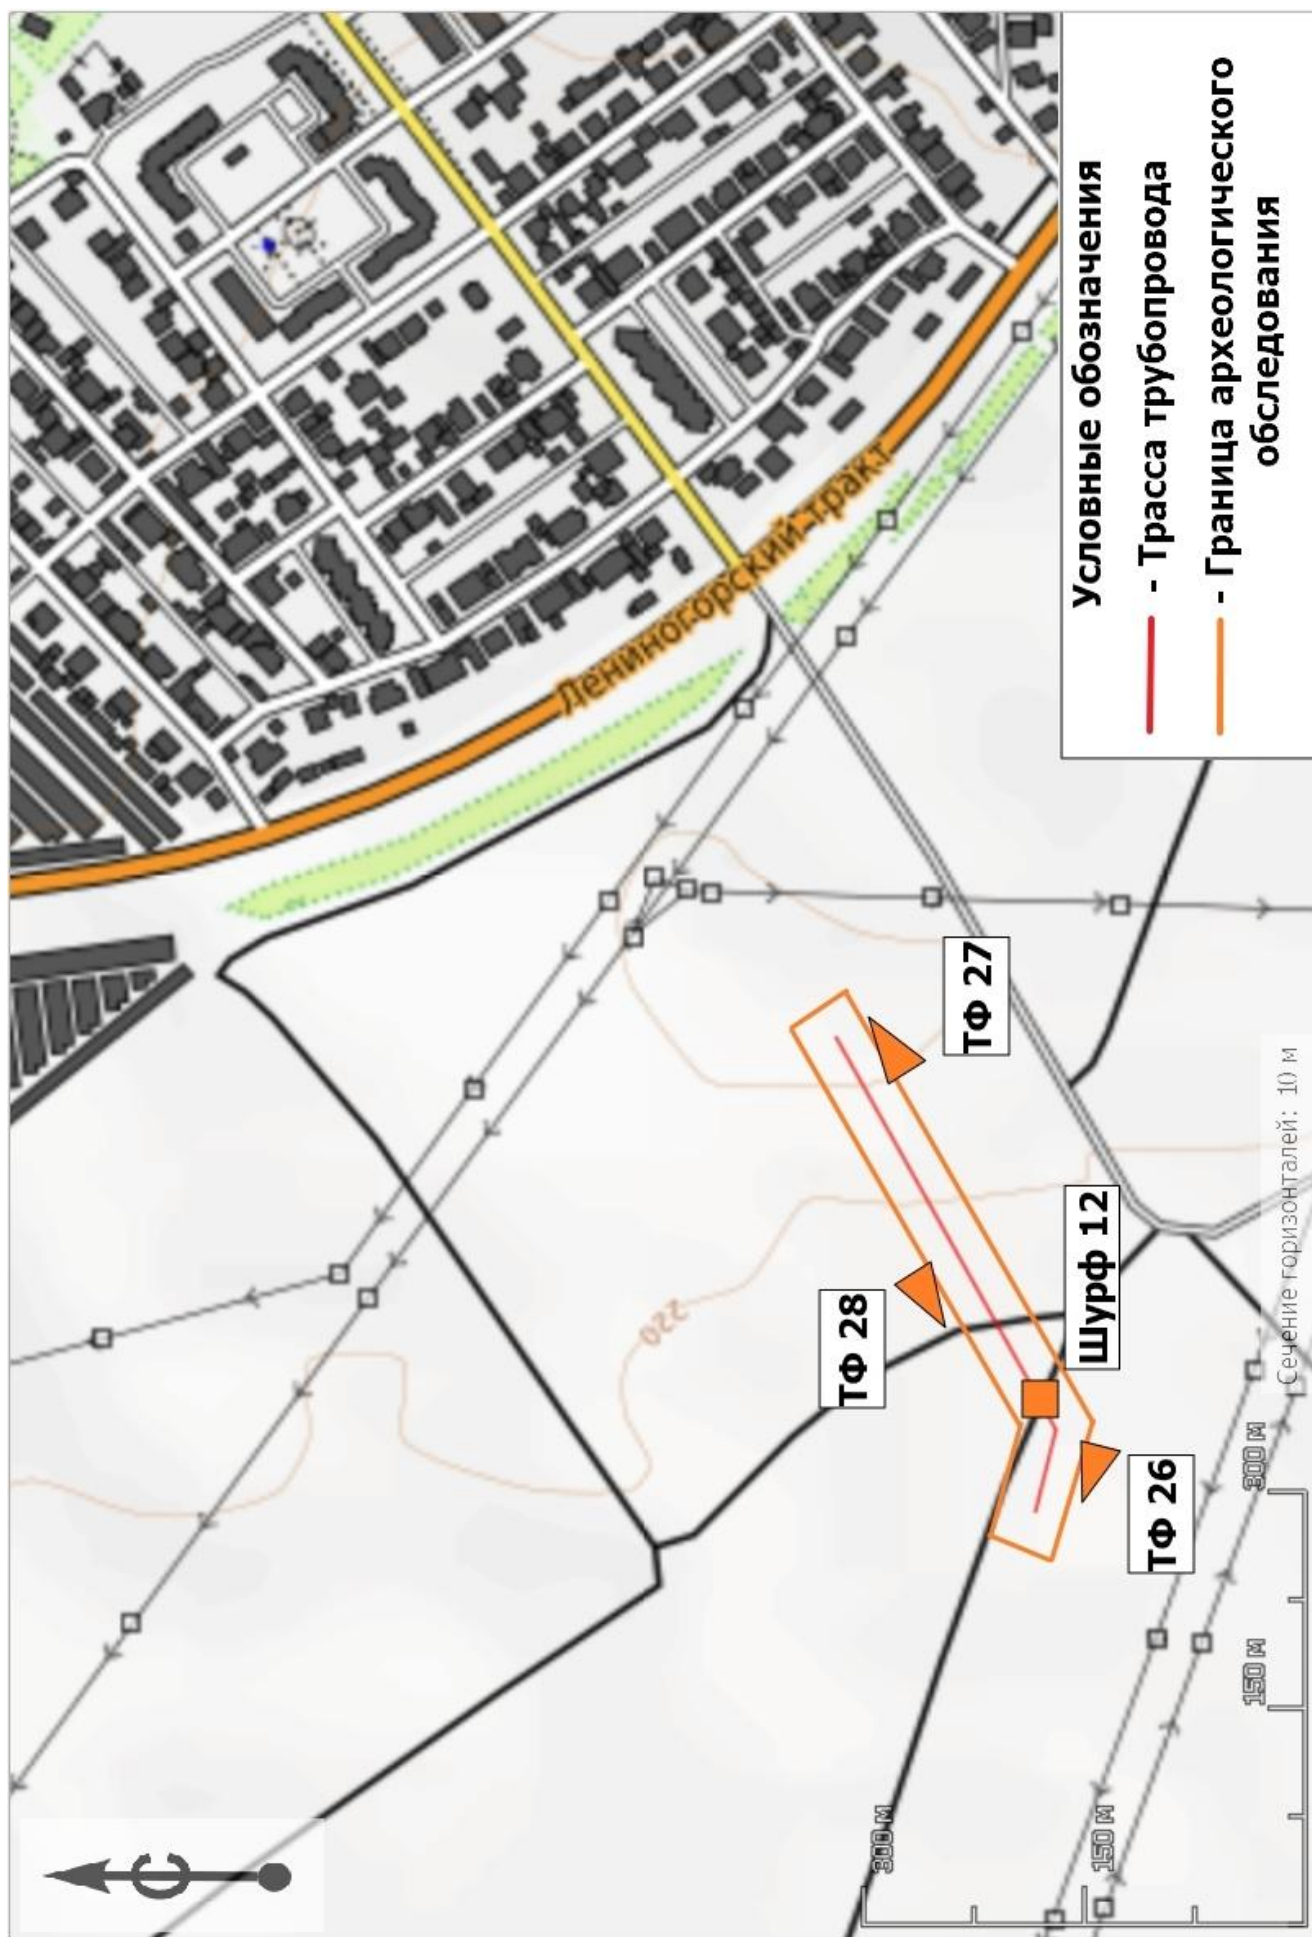 Лениногорский тракт
220
ТФ 27
ТФ 28
Шурф 12
ТФ 26
С
300 м
150 м
150 м
300 м
Сечение горизонталей: 10 м
Условные обозначения
- Трасса трубопровода
- Граница археологического
обследования